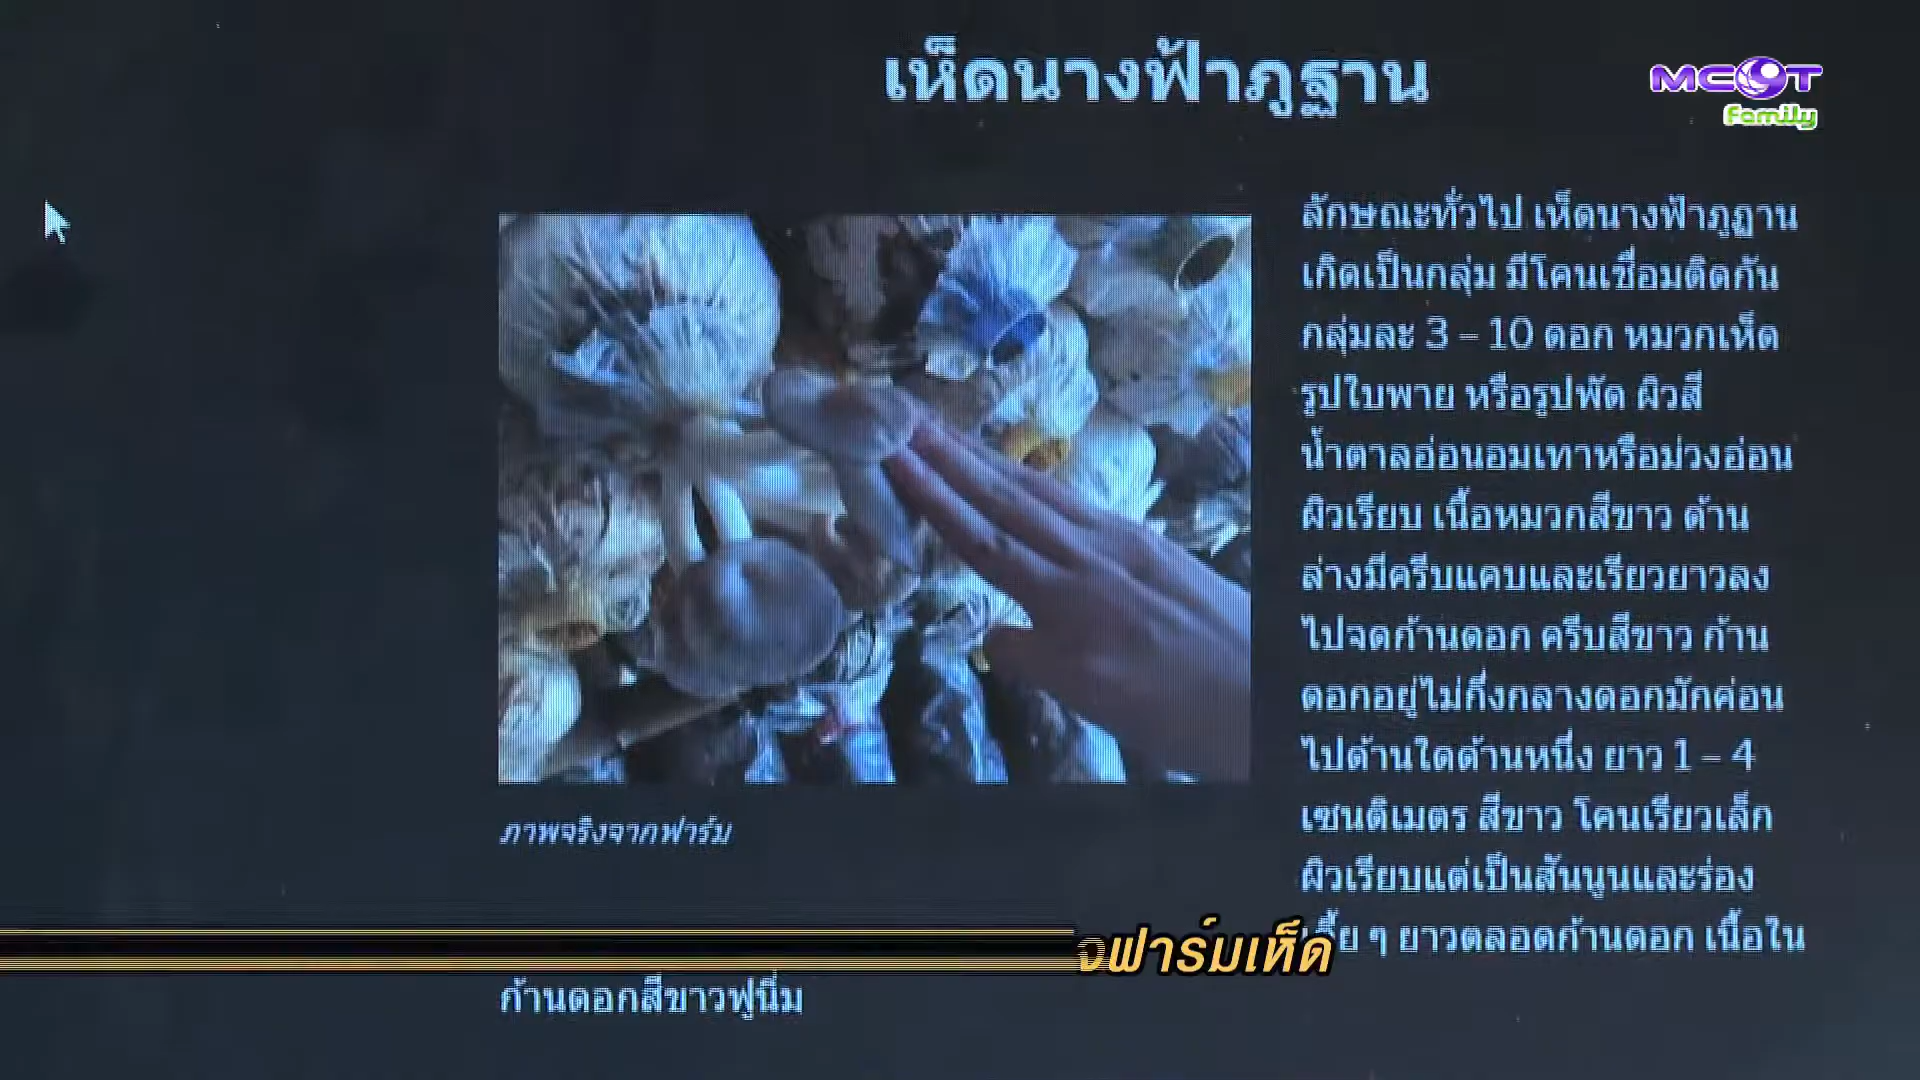 เห็ดนางฟ้าภูฐาน
MCOT
Family
ลักษณะทั่วไป เห็ดนางฟ้าภูฏาน
เกิดเป็นกลุ่ม มีโคนเชื่อมติดกัน
กลุ่มละ 3 – 10 ดอก หมวกเห็ด
รูปใบพาย หรือรูปพัด ผิวสี
น้ำตาลอ่อนอมเทาหรือม่วงอ่อน
ผิวเรียบ เนื้อหมวกสีขาว ด้าน
ล่างมีครีบแคบและเรียวยาวลง
ไปจดก้านดอก ครีบสีขาว ก้าน
ดอกอยู่ไม่กึ่งกลางดอกมักค่อน
ไปด้านใดด้านหนึ่ง ยาว 1 – 4
เซนติเมตร สีขาว โคนเรียวเล็ก
ผิวเรียบแต่เป็นสันนูนและร่อง
ๆ ยาวตลอดก้านดอก เนื้อใน
ก้านดอกสีขาวฟูนิ่ม
ภาพจริงจากฟาร์ม
ฟาร์มเห็ด